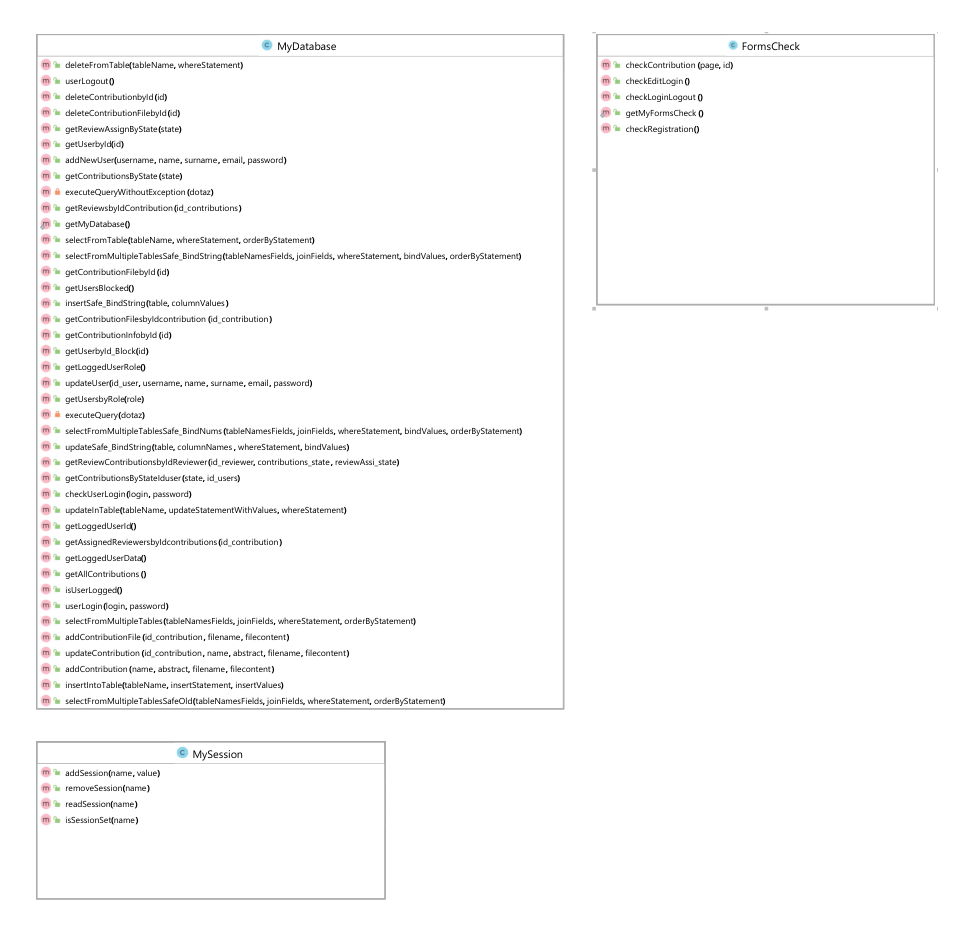 MyDatabase
deleteFromTable(tableName, whereStatement)
userLogout()
deleteContributionbyId(id)
deleteContributionFilebyId(id)
getReviewAssignByState(state)
getUserbyId(id)
addNewUser(username, name, surname, email, password)
getContributionsByState(state)
executeQueryWithoutException(dotaz)
getReviewsbyIdContribution(id_contributions)
getMyDatabase()
selectFromTable(tableName, whereStatement, orderByStatement)
selectFromMultipleTablesSafe_BindString(tableNamesFields, joinFields, whereStatement, bindValues, orderByStatement)
getContributionFilebyId(id)
getUsersBlocked()
insertSafe_BindString(table, columnValues)
getContributionFilesbyIdcontribution(id_contribution)
getContributionInfobyId(id)
getUserbyId_Block(id)
getLoggedUserRole()
updateUser(id_user, username, name, surname, email, password)
getUsersbyRole(role)
executeQuery(dotaz)
selectFromMultipleTablesSafe_BindNums(tableNamesFields, joinFields, whereStatement, bindValues, orderByStatement)
updateSafe_BindString(table, columnNames, whereStatement, bindValues)
getReviewContributionsbyIdReviewer(id_reviewer, contributions_state, reviewAssi_state)
getContributionsByStateIduser(state, id_users)
checkUserLogin(login, password)
updateInTable(tableName, updateStatementWithValues, whereStatement)
getLoggedUserId()
getAssignedReviewersbyIdcontributions(id_contribution)
getLoggedUserData()
getAllContributions()
isUserLogged()
userLogin(login, password)
selectFromMultipleTables(tableNamesFields, joinFields, whereStatement, orderByStatement)
addContributionFile(id_contribution, filename, filecontent)
updateContribution(id_contribution, name, abstract, filename, filecontent)
addContribution(name, abstract, filename, filecontent)
insertIntoTable(tableName, insertStatement, insertValues)
selectFromMultipleTablesSafeOld(tableNamesFields, joinFields, whereStatement, orderByStatement)
FormsCheck
checkContribution(page, id)
checkEditLogin()
checkLoginLogout()
getMyFormsCheck()
checkRegistration()
MySession
addSession(name, value)
removeSession(name)
readSession(name)
isSessionSet(name)